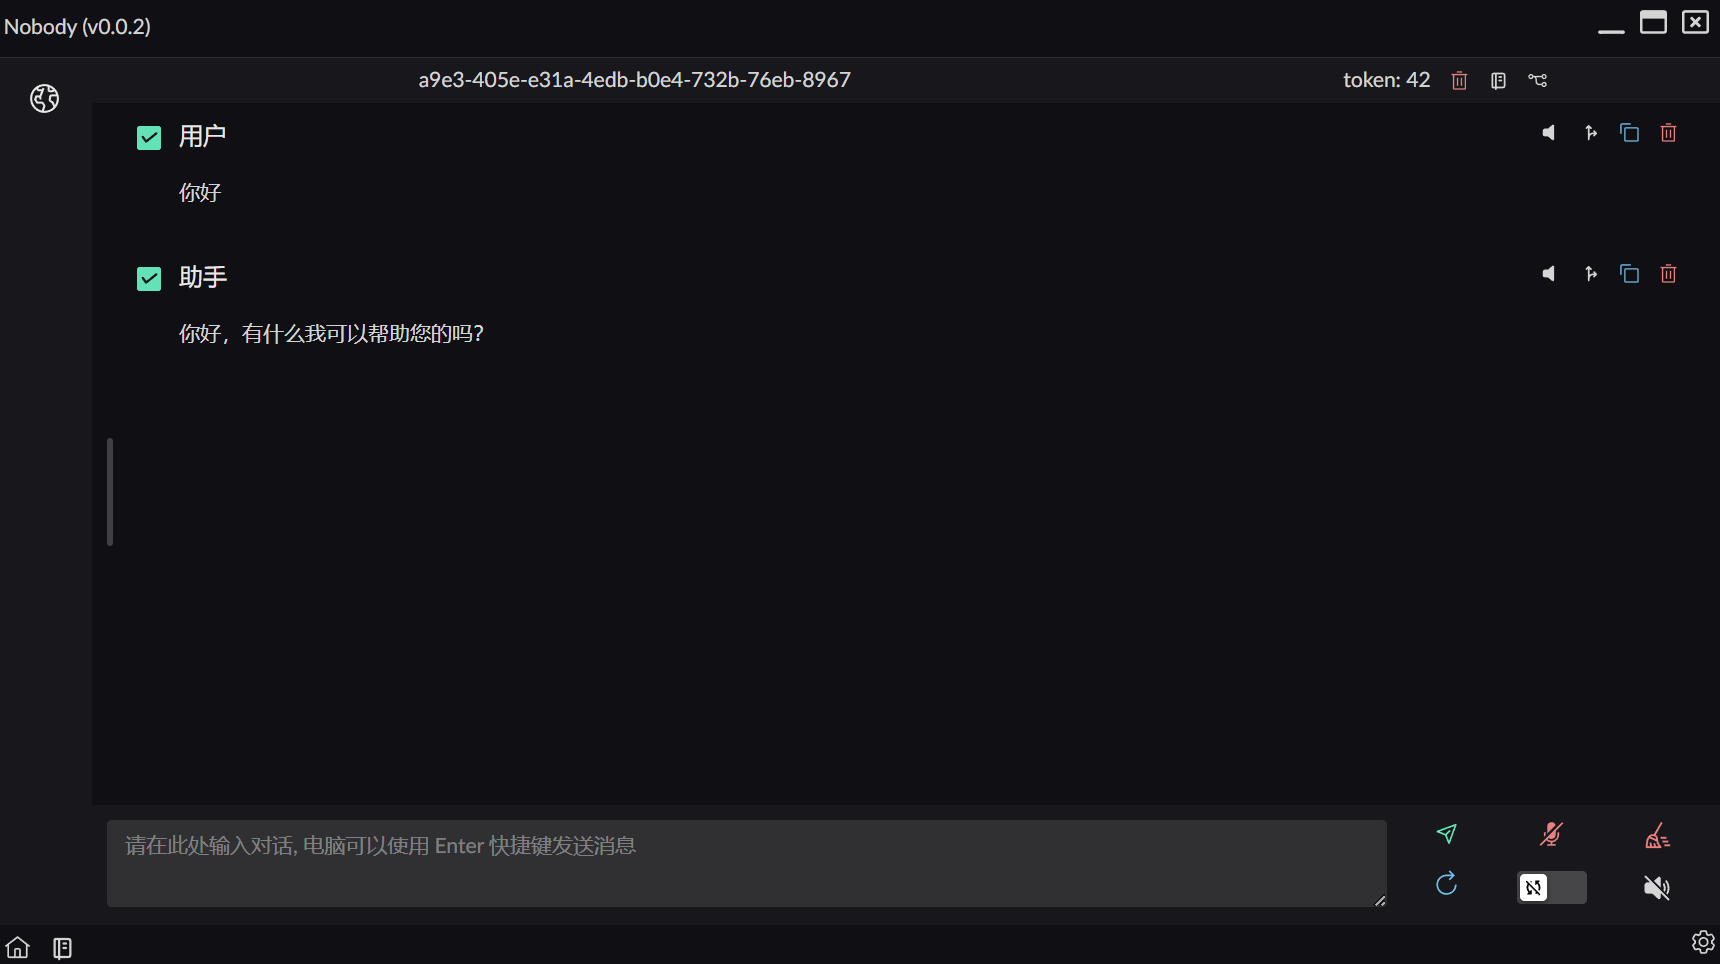 Nobody (v0.0.2)
a9e3-405e-e31a-4edb-b0e4-732b-76eb-8967
token: 42
用户
你好
助手
你好，有什么我可以帮助您的吗?
请在此处输入对话, 电脑可以使用 Enter 快捷键发送消息